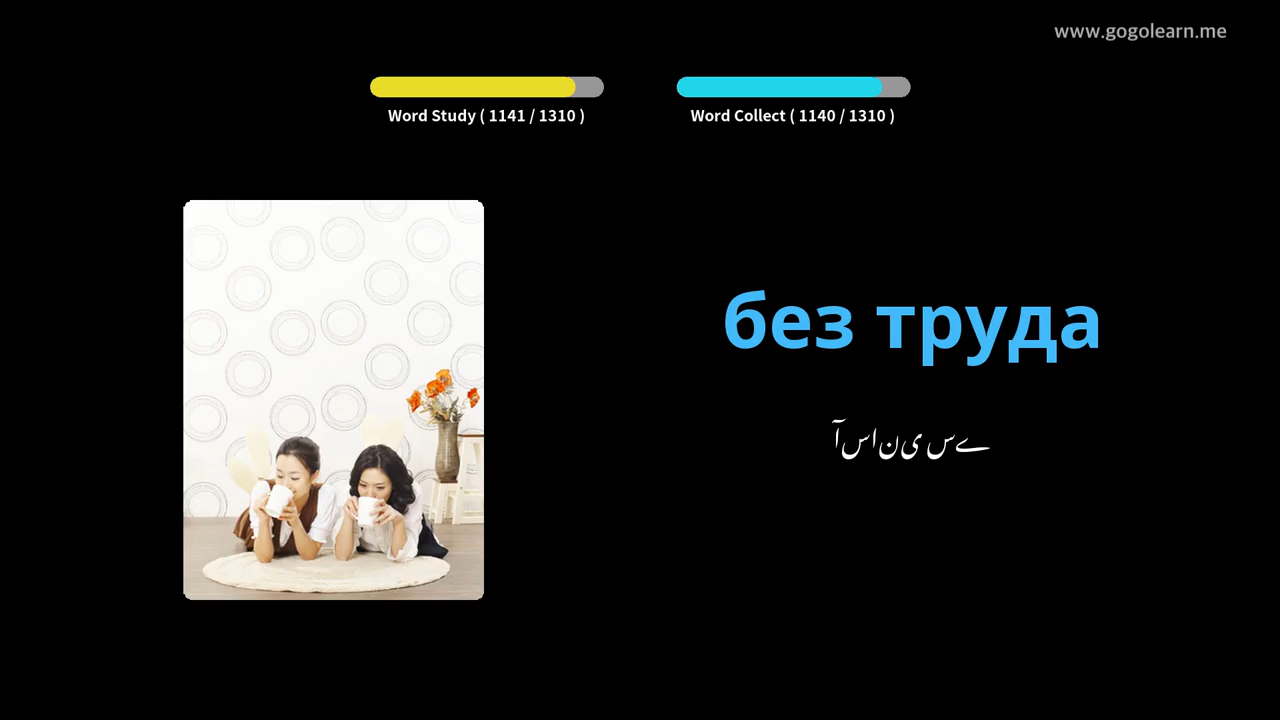 www.gogolearn.me
Word Study ( 1141 / 1310 )
Word Collect ( 1140 / 1310 )
без труда
آسانی سے